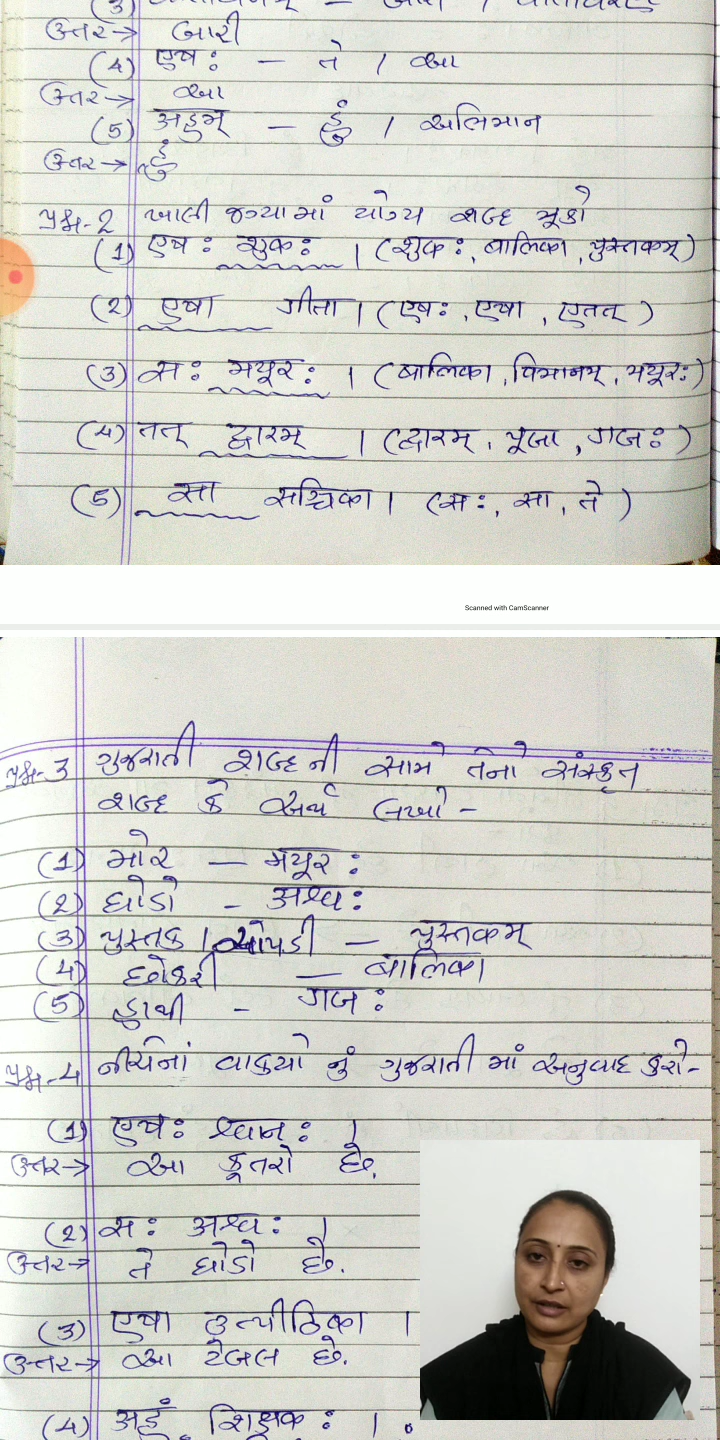 (3) - બારી /
ઉત્તર → બારી
(4) एषः - તે / આ
ઉત્તર → આ
(5) अहम् - હું / અભિમાન
ઉત્તર → હું
પ્રશ્ન-2 ખાલી જગ્યામાં યોગ્ય શબ્દ મૂકો
(1) एषः शुकः । (शुकः, बालिका, पुस्तकम्)
(2) एषा गीता । (एषः, एषा, एतत्)
(3) सः मयूरः । (बालिका, विमानम्, मयूरः)
(4) तत् द्वारम् । (द्वारम्, पूजा, गजः)
(5) सा सञ्चिका । (सः, सा, ते)
Scanned with CamScanner
પ્રશ્ન-3 ગુજરાતી શબ્દની સામે તેનો સંસ્કૃત
શબ્દ કે અર્થ લખો -
(1) મોર - मयूरः
(2) ઘોડો - अश्वः
(3) પુસ્તક / ચોપડી - पुस्तकम्
(4) છોકરી - बालिका
(5) હાથી - गजः
પ્રશ્ન-4 નીચેનાં વાક્યો નું ગુજરાતી માં અનુવાદ કરો-
(1) एषः श्वानः ।
ઉત્તર → આ કૂતરો છે.
(2) सः अश्वः ।
ઉત્તર → તે ઘોડો છે.
(3) एषा उत्पीठिका ।
ઉત્તર → આ ટેબલ છે.
(4) अहं शिक्षकः ।